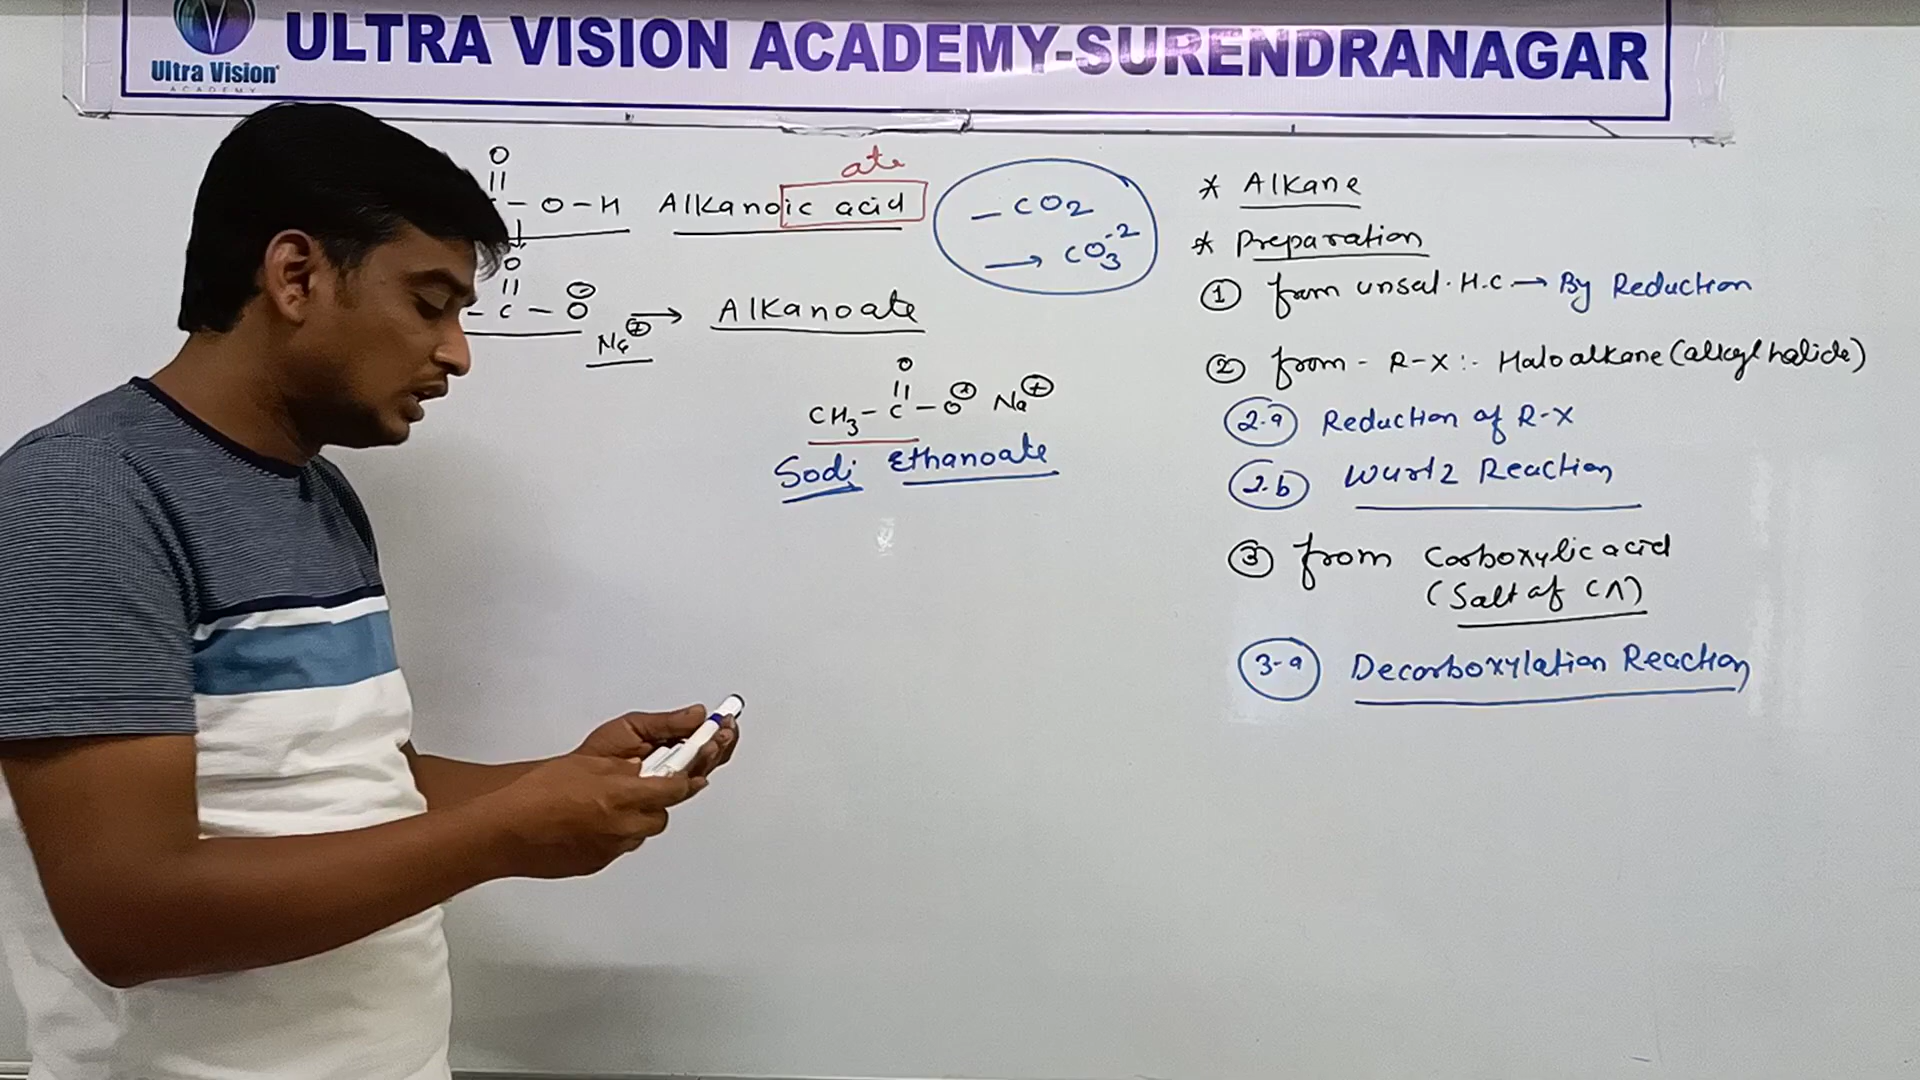 ULTRA VISION ACADEMY-SURENDRANAGAR
Ultra Vision
ACADEMY
O
||
- O - H Alkanoic acid
ate
O
||
- C - O⊖ Na⊕ → Alkanoate
O
||
CH3 - C - O⊕ Na⊕
Sodi Ethanoate
- CO2
→ CO3-2
* Alkane
* Preparation
① from unsat. H.C → By Reduction
② from - R-X :- Haloalkane (alkyl halide)
2.a Reduction of R-X
2.b Wurtz Reaction
③ from Carboxylic acid
(Salt of CA)
3-a Decarboxylation Reaction